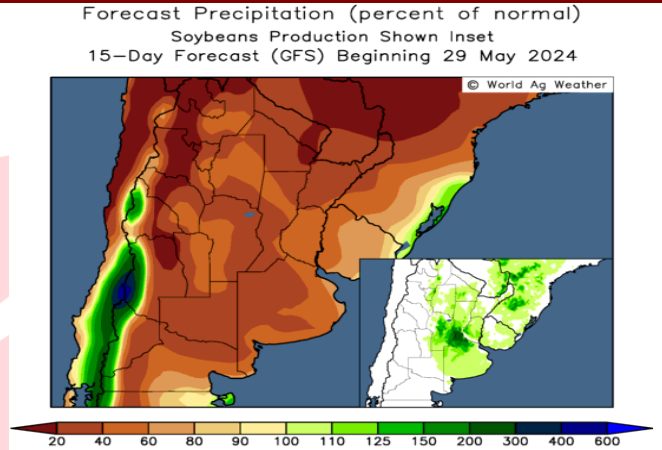 Forecast Precipitation (percent of normal)
Soybeans Production Shown Inset
15-Day Forecast (GFS) Beginning 29 May 2024
© World Ag Weather
20 40 60 80 90 100 110 125 150 200 300 400 600